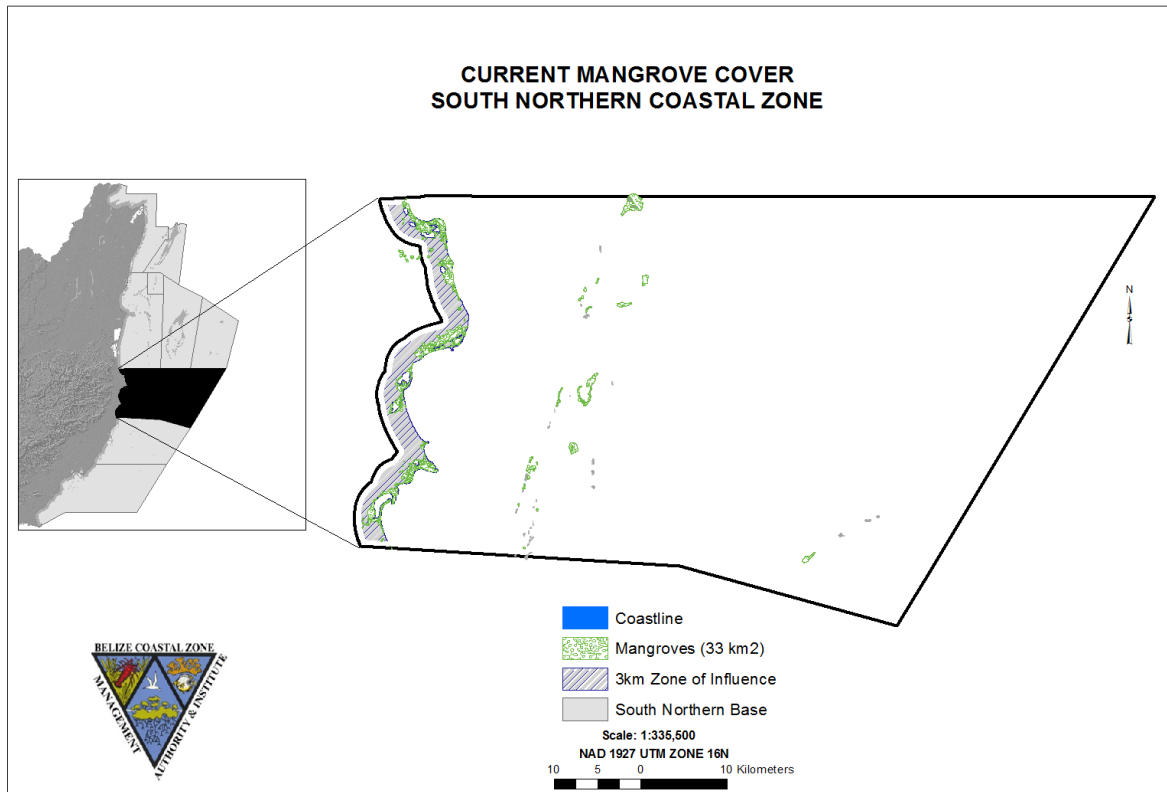 CURRENT MANGROVE COVER
SOUTH NORTHERN COASTAL ZONE
N
Coastline
Mangroves (33 km2)
3km Zone of Influence
South Northern Base
Scale: 1:335,500
NAD 1927 UTM ZONE 16N
10 5 0 10 Kilometers
BELIZE COASTAL ZONE
MANAGEMENT
AUTHORITY & INSTITUTE